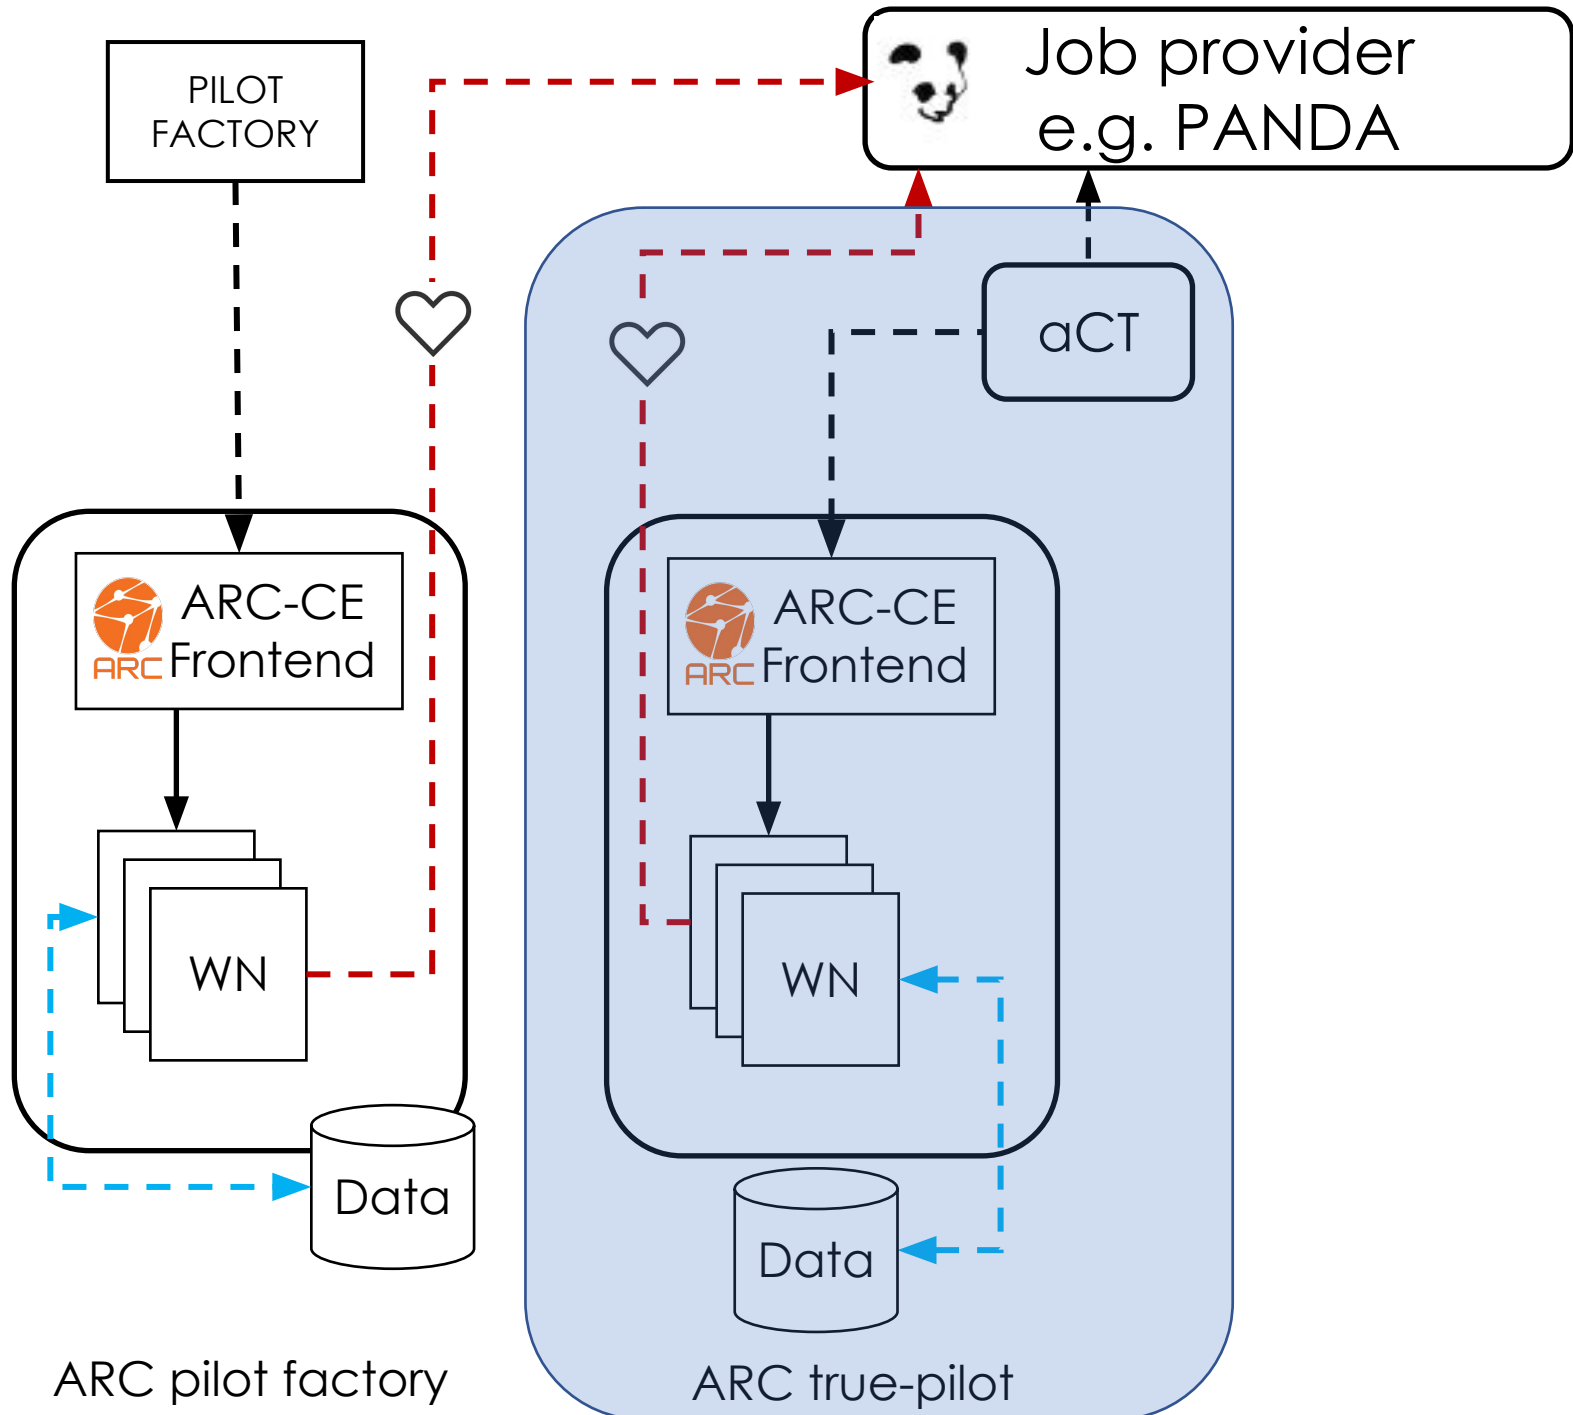 Job provider
e.g. PANDA
PILOT
FACTORY
aCT
ARC-CE
Frontend
ARC
WN
Data
ARC pilot factory
ARC-CE
Frontend
ARC
WN
Data
ARC true-pilot